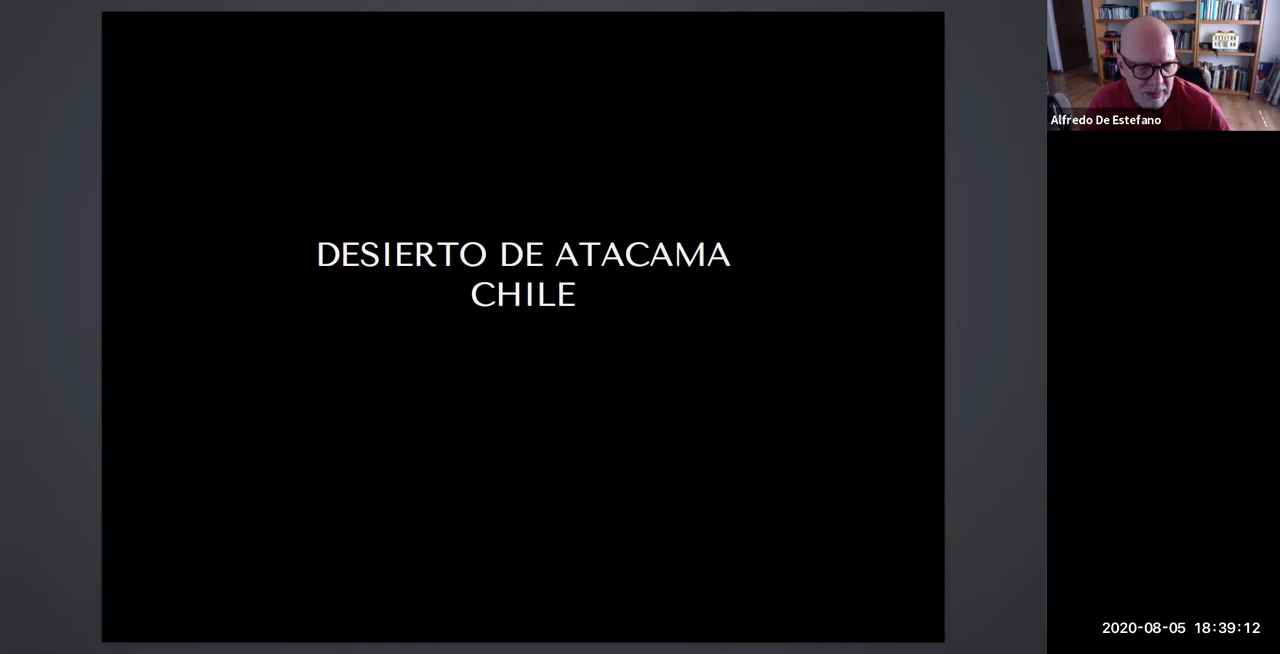 DESIERTO DE ATACAMA
CHILE
Alfredo De Estefano
2020-08-05 18:39:12